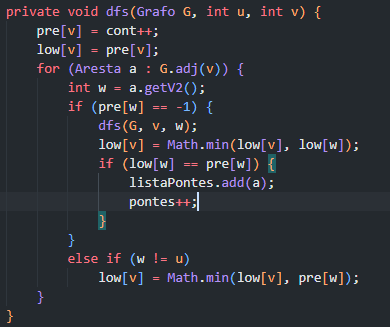 private void dfs(Grafo G, int u, int v) {
    pre[v] = cont++;
    low[v] = pre[v];
    for (Aresta a : G.adj(v)) {
        int w = a.getV2();
        if (pre[w] == -1) {
            dfs(G, v, w);
            low[v] = Math.min(low[v], low[w]);
            if (low[w] == pre[w]) {
                listaPontes.add(a);
                pontes++;
            }
        }
        else if (w != u)
            low[v] = Math.min(low[v], pre[w]);
    }
}